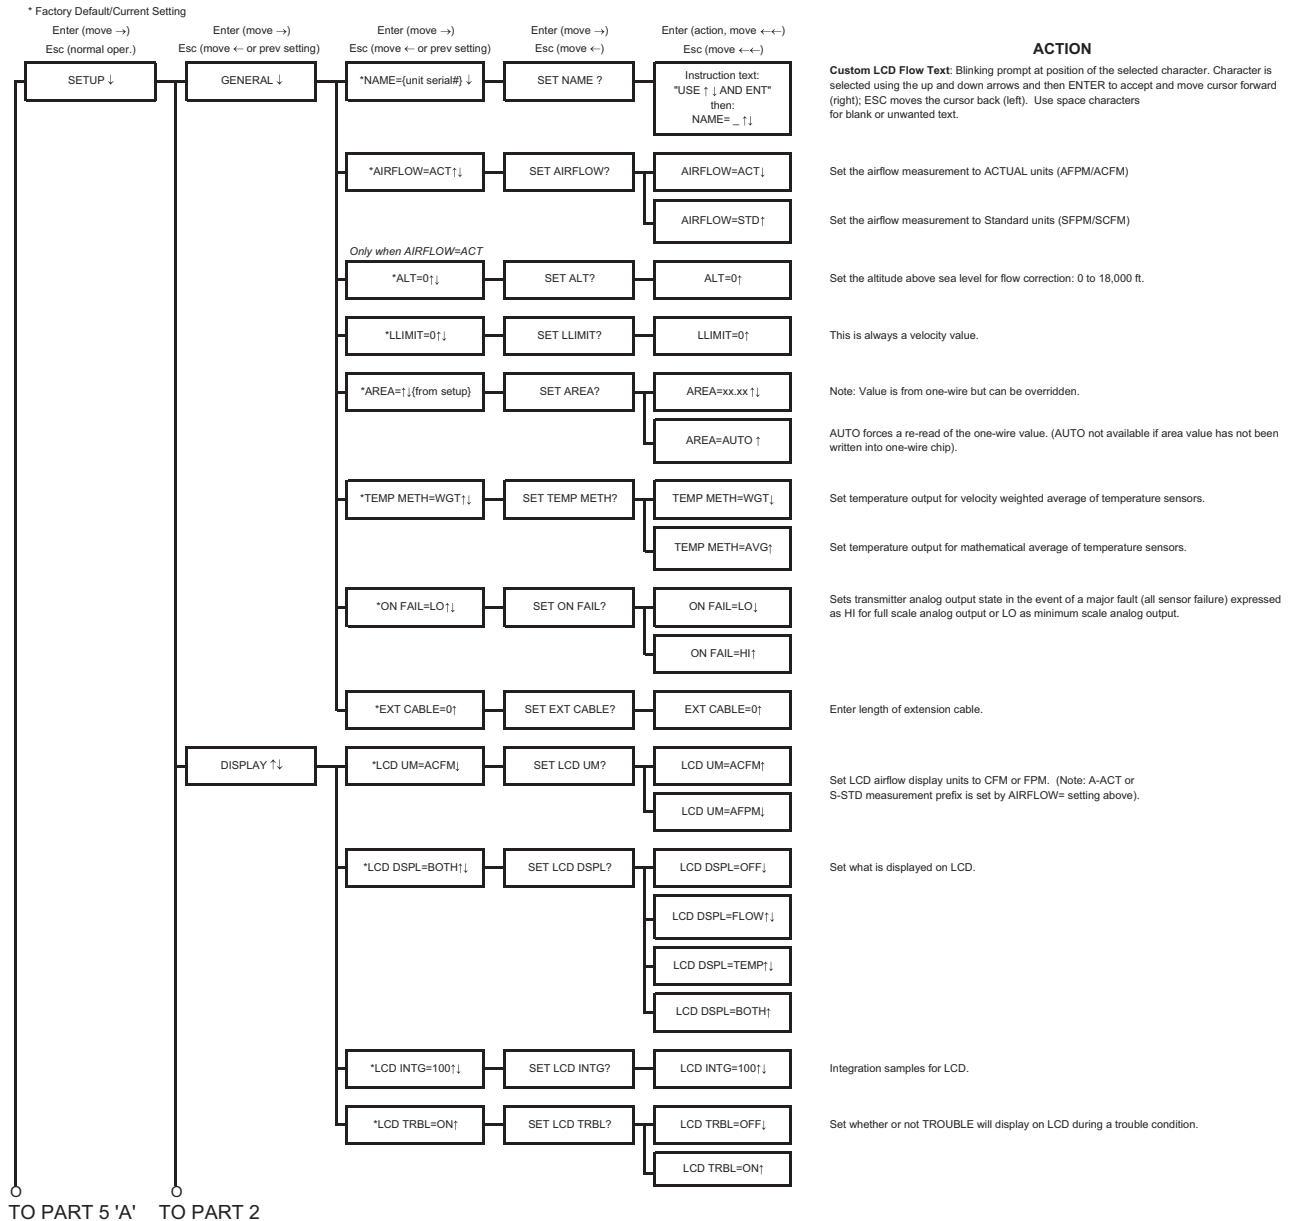 * Factory Default/Current Setting
Enter (move →)
Esc (normal oper.)
Enter (move →)
Esc (move ← or prev setting)
Enter (move →)
Esc (move ← or prev setting)
Enter (move →)
Esc (move ←)
Enter (action, move ←←)
Esc (move ←←)
ACTION
SETUP ↓
GENERAL ↓
*NAME={unit serial#} ↓
SET NAME ?
Instruction text:
"USE ↑ ↓ AND ENT"
then:
NAME= _ ↑↓
Custom LCD Flow Text: Blinking prompt at position of the selected character. Character is
selected using the up and down arrows and then ENTER to accept and move cursor forward
(right); ESC moves the cursor back (left). Use space characters
for blank or unwanted text.
*AIRFLOW=ACT↑↓
SET AIRFLOW?
AIRFLOW=ACT↓
Set the airflow measurement to ACTUAL units (AFPM/ACFM)
AIRFLOW=STD↑
Set the airflow measurement to Standard units (SFPM/SCFM)
Only when AIRFLOW=ACT
*ALT=0↑↓
SET ALT?
ALT=0↑
Set the altitude above sea level for flow correction: 0 to 18,000 ft.
*LLIMIT=0↑↓
SET LLIMIT?
LLIMIT=0↑
This is always a velocity value.
*AREA=↑↓{from setup}
SET AREA?
AREA=xx.xx ↑↓
Note: Value is from one-wire but can be overridden.
AREA=AUTO ↑
AUTO forces a re-read of the one-wire value. (AUTO not available if area value has not been
written into one-wire chip).
*TEMP METH=WGT↑↓
SET TEMP METH?
TEMP METH=WGT↓
Set temperature output for velocity weighted average of temperature sensors.
TEMP METH=AVG↑
Set temperature output for mathematical average of temperature sensors.
*ON FAIL=LO↑↓
SET ON FAIL?
ON FAIL=LO↓
Sets transmitter analog output state in the event of a major fault (all sensor failure) expressed
as HI for full scale analog output or LO as minimum scale analog output.
ON FAIL=HI↑
*EXT CABLE=0↑
SET EXT CABLE?
EXT CABLE=0↑
Enter length of extension cable.
DISPLAY ↑↓
*LCD UM=ACFM↓
SET LCD UM?
LCD UM=ACFM↑
Set LCD airflow display units to CFM or FPM. (Note: A-ACT or
S-STD measurement prefix is set by AIRFLOW= setting above).
LCD UM=AFPM↓
*LCD DSPL=BOTH↑↓
SET LCD DSPL?
LCD DSPL=OFF↓
Set what is displayed on LCD.
LCD DSPL=FLOW↑↓
LCD DSPL=TEMP↑↓
LCD DSPL=BOTH↑
*LCD INTG=100↑↓
SET LCD INTG?
LCD INTG=100↑↓
Integration samples for LCD.
*LCD TRBL=ON↑
SET LCD TRBL?
LCD TRBL=OFF↓
Set whether or not TROUBLE will display on LCD during a trouble condition.
LCD TRBL=ON↑
O
O
TO PART 5 'A'
TO PART 2